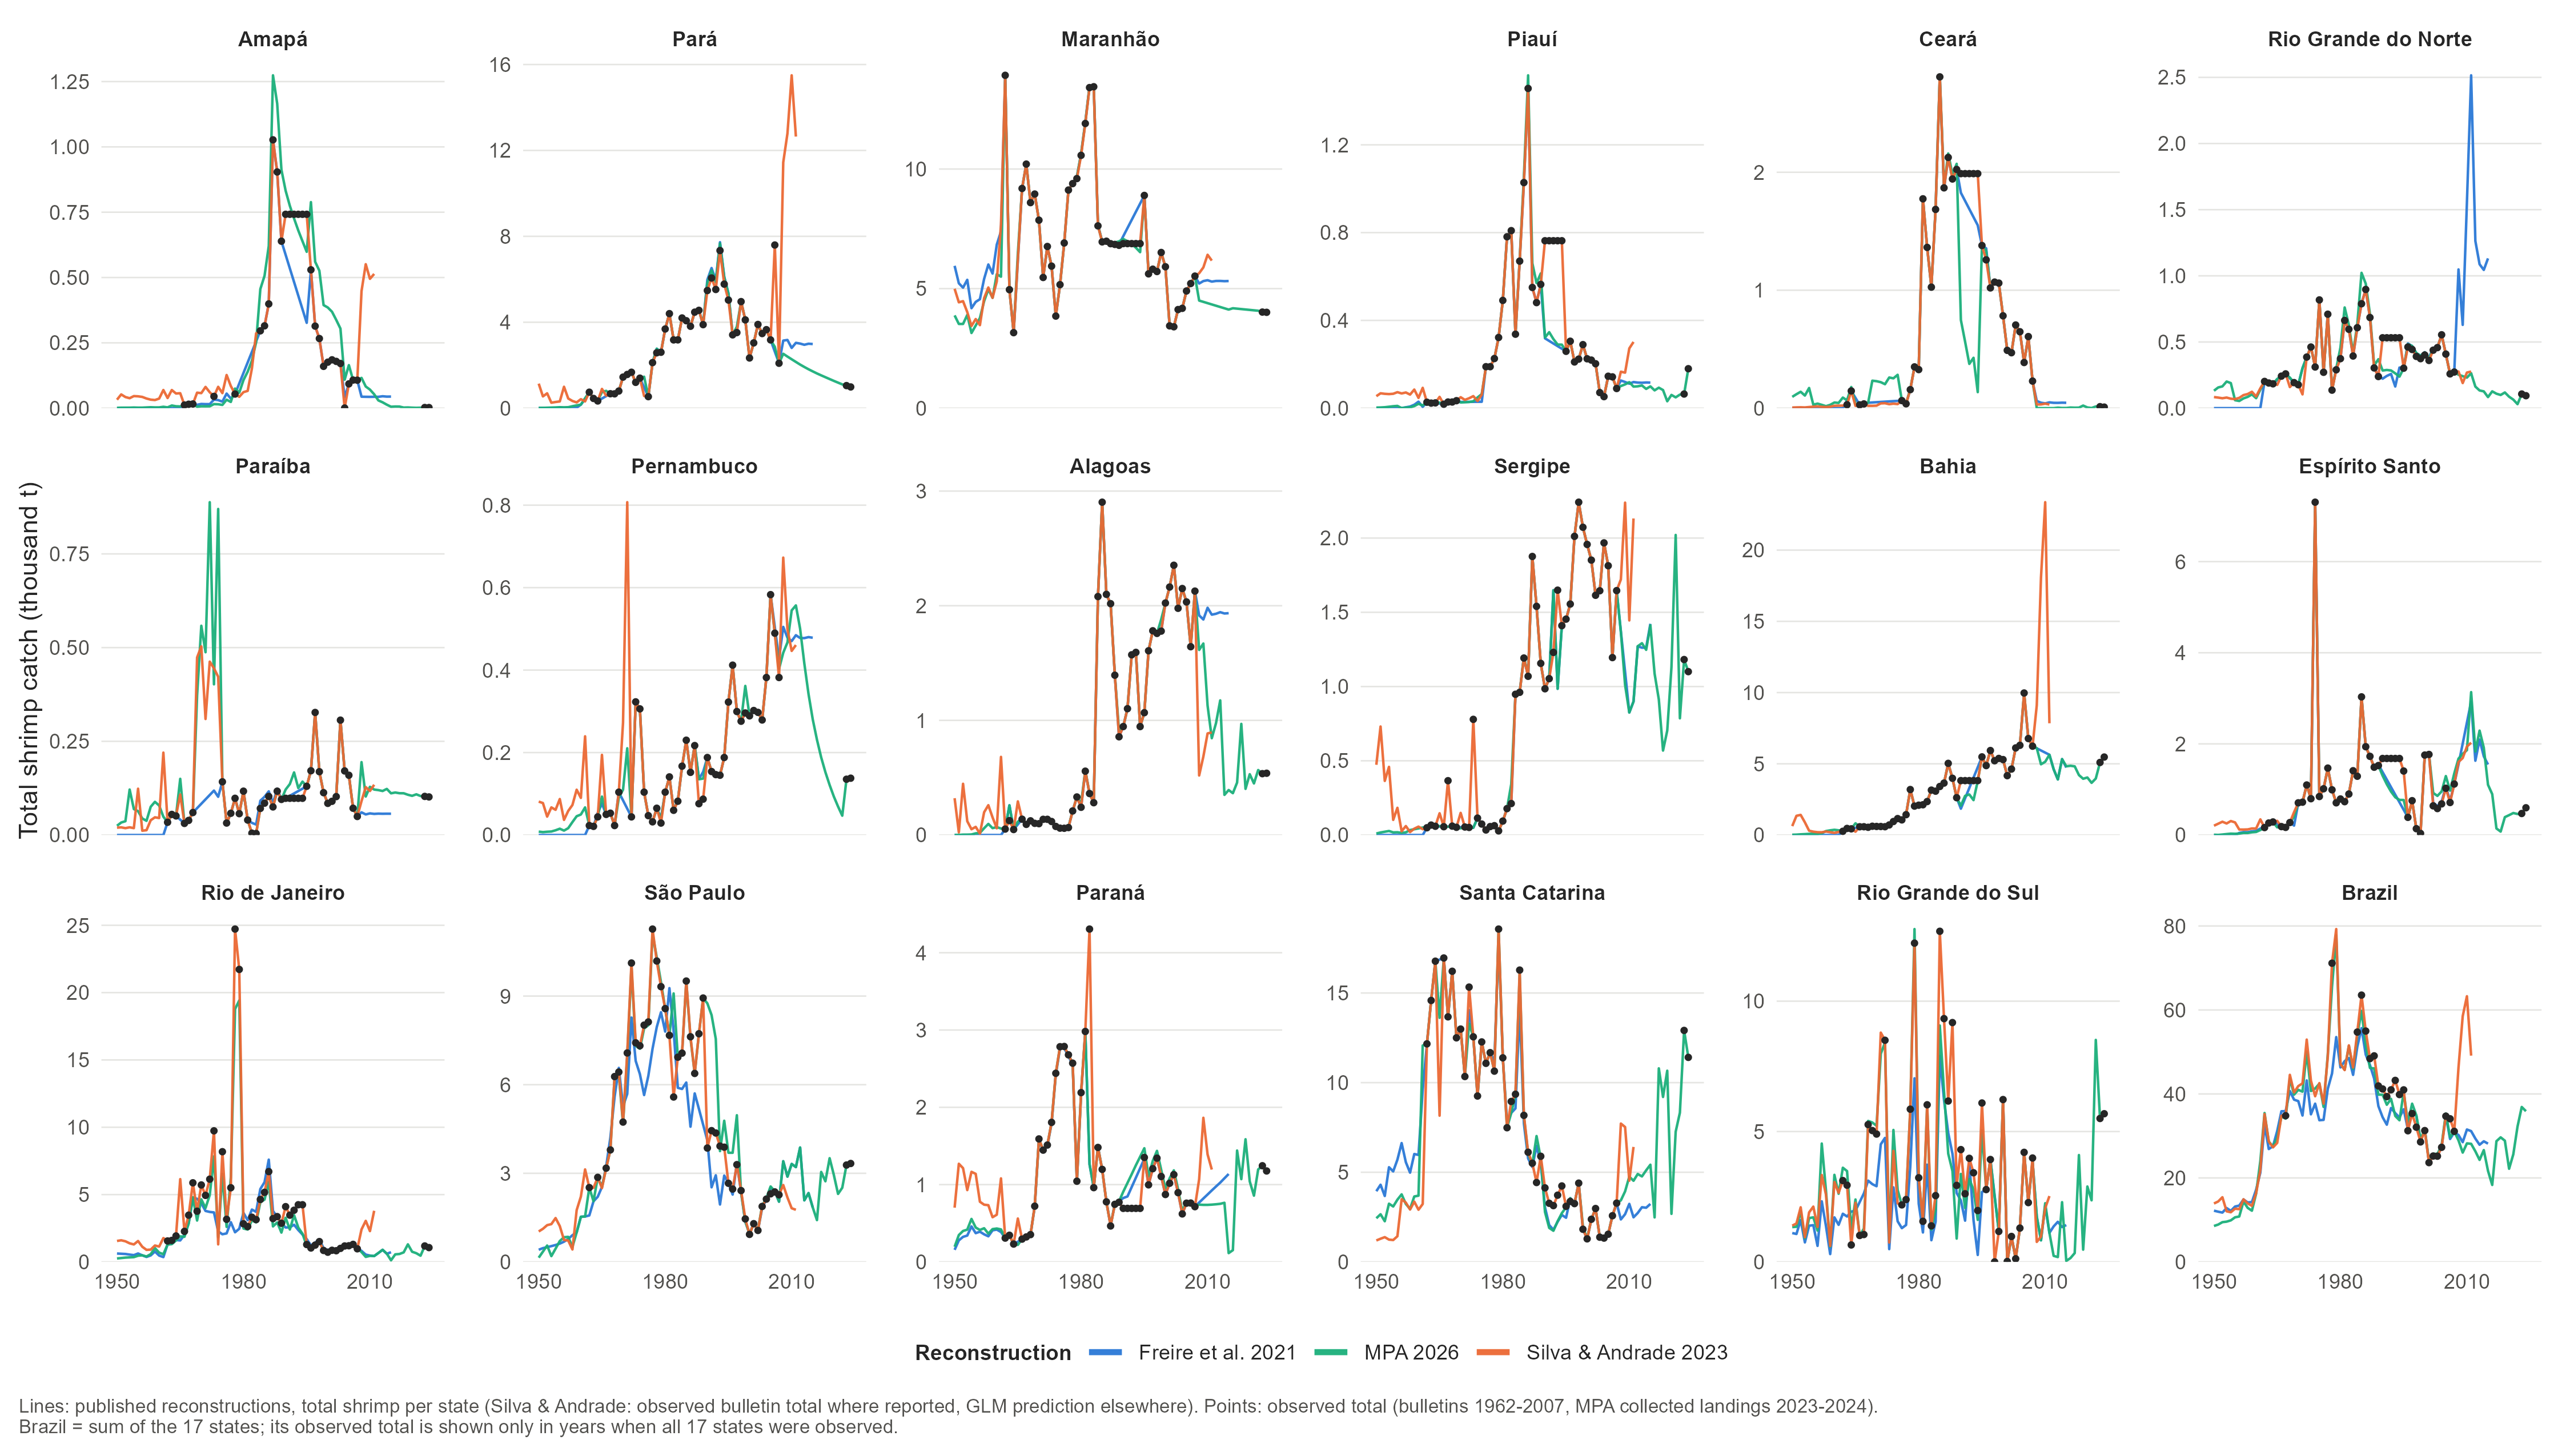 Amapá
Pará
Maranhão
Piauí
Ceará
Rio Grande do Norte
1.25
1.00
0.75
0.50
0.25
0.00
16
12
8
4
0
10
5
0
1.2
0.8
0.4
0.0
2
1
0
2.5
2.0
1.5
1.0
0.5
0.0
Total shrimp catch (thousand t)
Paraíba
Pernambuco
Alagoas
Sergipe
Bahia
Espírito Santo
0.75
0.50
0.25
0.00
0.8
0.6
0.4
0.2
0.0
3
2
1
0
2.0
1.5
1.0
0.5
0.0
20
15
10
5
0
6
4
2
0
Rio de Janeiro
São Paulo
Paraná
Santa Catarina
Rio Grande do Sul
Brazil
25
20
15
10
5
0
9
6
3
0
4
3
2
1
0
15
10
5
0
10
5
0
80
60
40
20
0
1950 1980 2010
1950 1980 2010
1950 1980 2010
1950 1980 2010
1950 1980 2010
1950 1980 2010
Reconstruction Freire et al. 2021 MPA 2026 Silva & Andrade 2023
Lines: published reconstructions, total shrimp per state (Silva & Andrade: observed bulletin total where reported, GLM prediction elsewhere). Points: observed total (bulletins 1962-2007, MPA collected landings 2023-2024).
Brazil = sum of the 17 states; its observed total is shown only in years when all 17 states were observed.